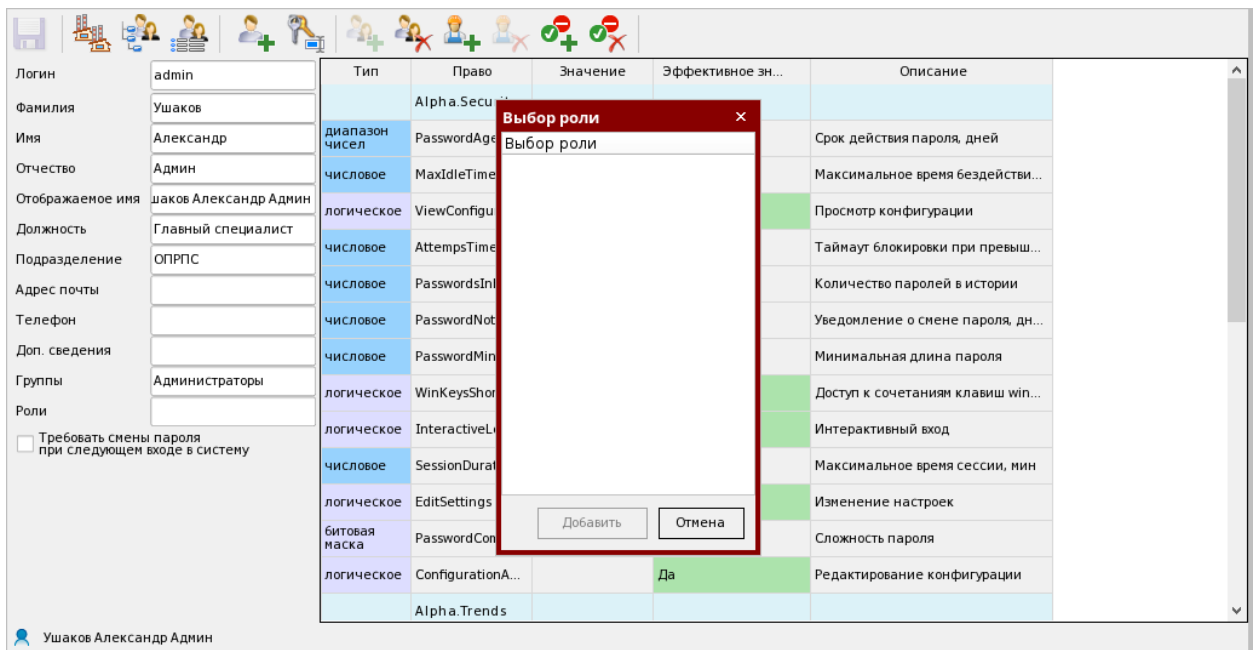 Тип Право Значение Эффективное зн... Описание
Логин admin
Фамилия Ушаков
Имя Александр
Отчество Админ
Отображаемое имя шаков Александр Админ
Должность Главный специалист
Подразделение ОПРПС
Адрес почты
Телефон
Доп. сведения
Группы Администраторы
Роли
Требовать смены пароля
при следующем входе в систему
Alpha.Secu
диапазон
чисел PasswordAge Срок действия пароля, дней
числовое MaxIdleTime Максимальное время бездействи...
логическое ViewConfigu Просмотр конфигурации
числовое AttempsTime Таймаут блокировки при превыш...
числовое PasswordsInl Количество паролей в истории
числовое PasswordNot Уведомление о смене пароля, дн...
числовое PasswordMin Минимальная длина пароля
логическое WinKeysShor Доступ к сочетаниям клавиш win...
логическое InteractiveL Интерактивный вход
числовое SessionDurat Максимальное время сессии, мин
логическое EditSettings Изменение настроек
битовая
маска PasswordCom Сложность пароля
логическое ConfigurationA... Да Редактирование конфигурации
Alpha.Trends
Выбор роли
Выбор роли
Добавить Отмена
Ушаков Александр Админ